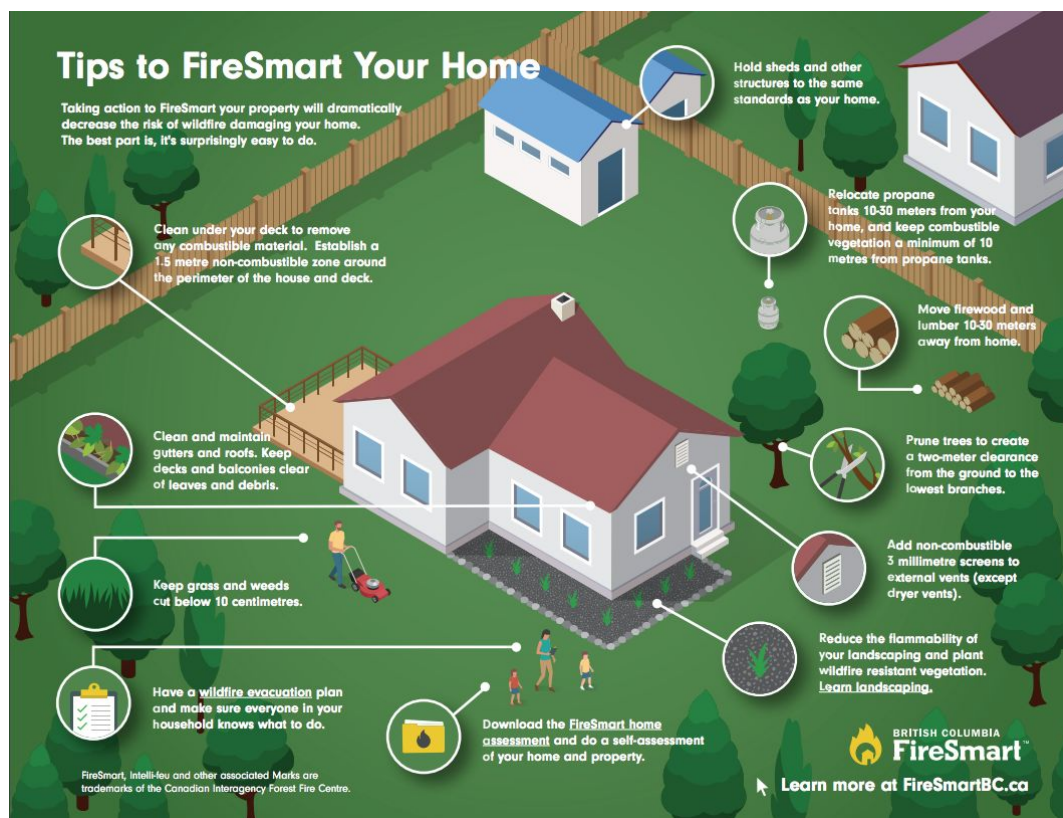 Tips to FireSmart Your Home
Taking action to FireSmart your property will dramatically
decrease the risk of wildfire damaging your home.
The best part is, it's surprisingly easy to do.
Hold sheds and other
structures to the same
standards as your home.
Relocate propane
tanks 10-30 meters from your
home, and keep combustible
vegetation a minimum of 10
metres from propane tanks.
Clean under your deck to remove
any combustible material. Establish a
1.5 metre non-combustible zone around
the perimeter of the house and deck.
Move firewood and
lumber 10-30 meters
away from home.
Clean and maintain
gutters and roofs. Keep
decks and balconies clear
of leaves and debris.
Prune trees to create
a two-meter clearance
from the ground to the
lowest branches.
Add non-combustible
3 millimetre screens to
external vents (except
dryer vents).
Keep grass and weeds
cut below 10 centimetres.
Reduce the flammability of
your landscaping and plant
wildfire resistant vegetation.
Learn landscaping.
Have a wildfire evacuation plan
and make sure everyone in your
household knows what to do.
Download the FireSmart home
assessment and do a self-assessment
of your home and property.
BRITISH COLUMBIA
FireSmart™
FireSmart, Intelli-feu and other associated Marks are
trademarks of the Canadian Interagency Forest Fire Centre.
Learn more at FireSmartBC.ca